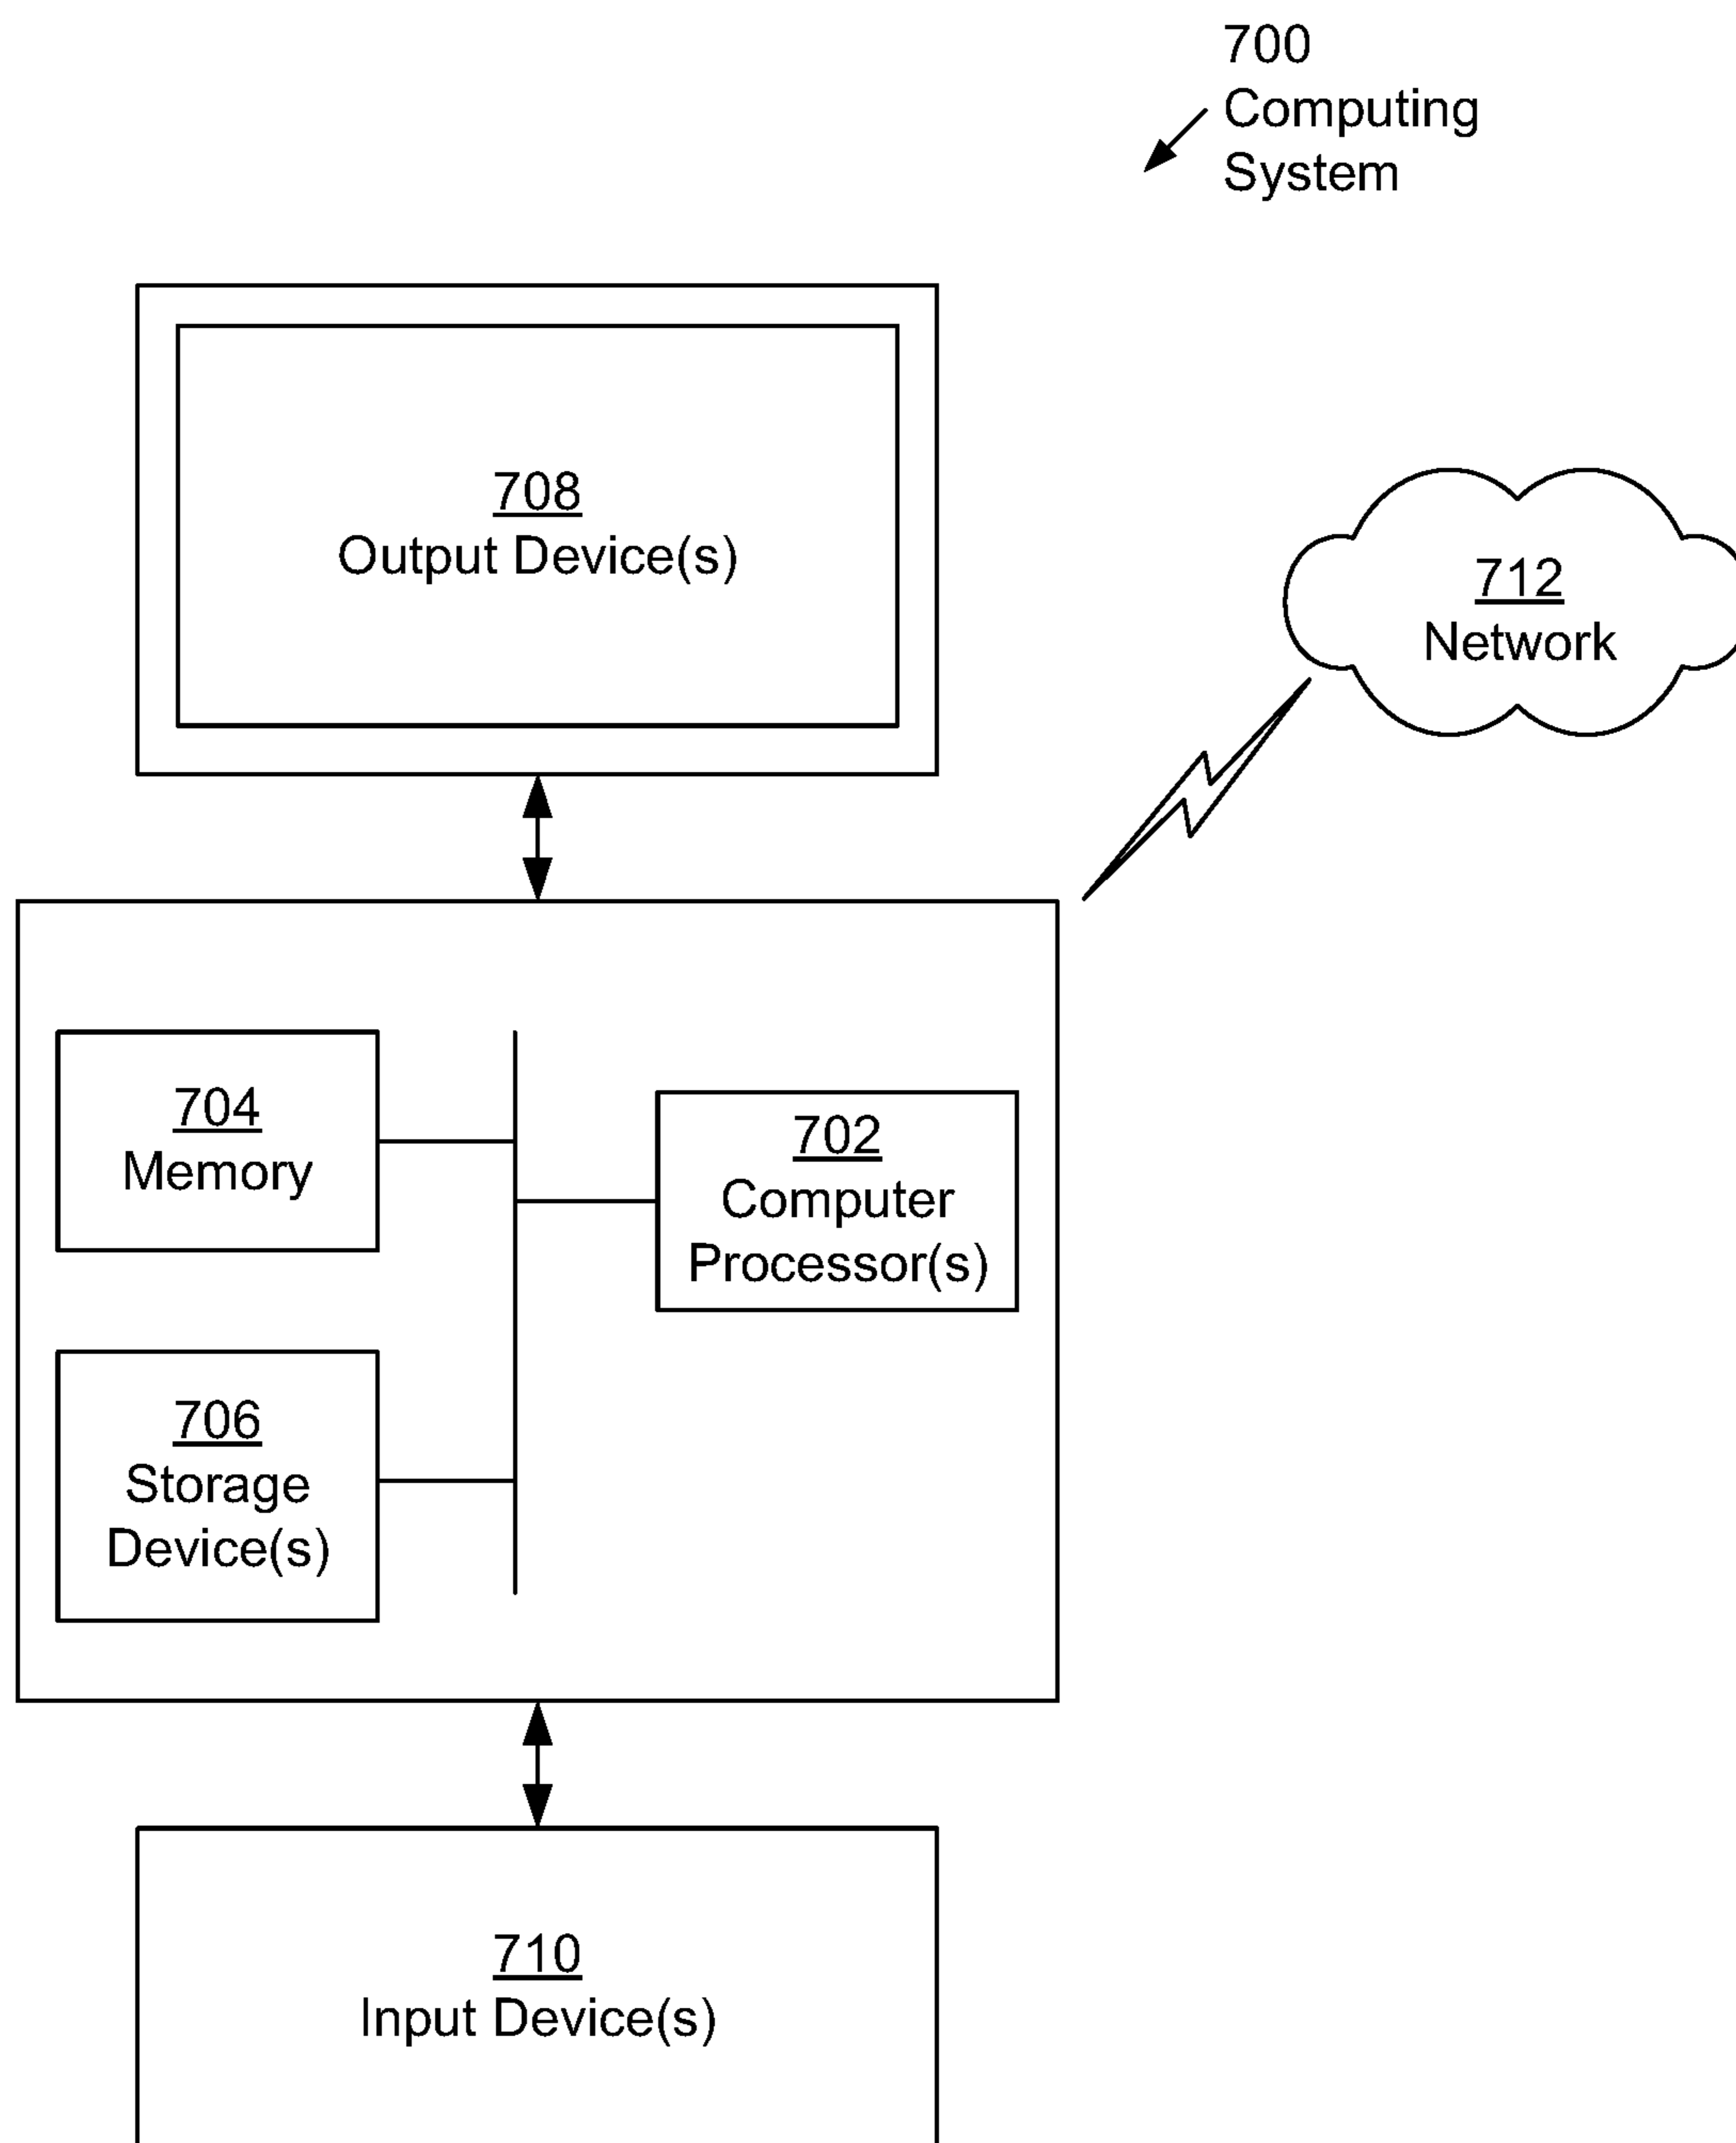 700
Computing
System
708
Output Device(s)
712
Network
704
Memory
702
Computer
Processor(s)
706
Storage
Device(s)
710
Input Device(s)